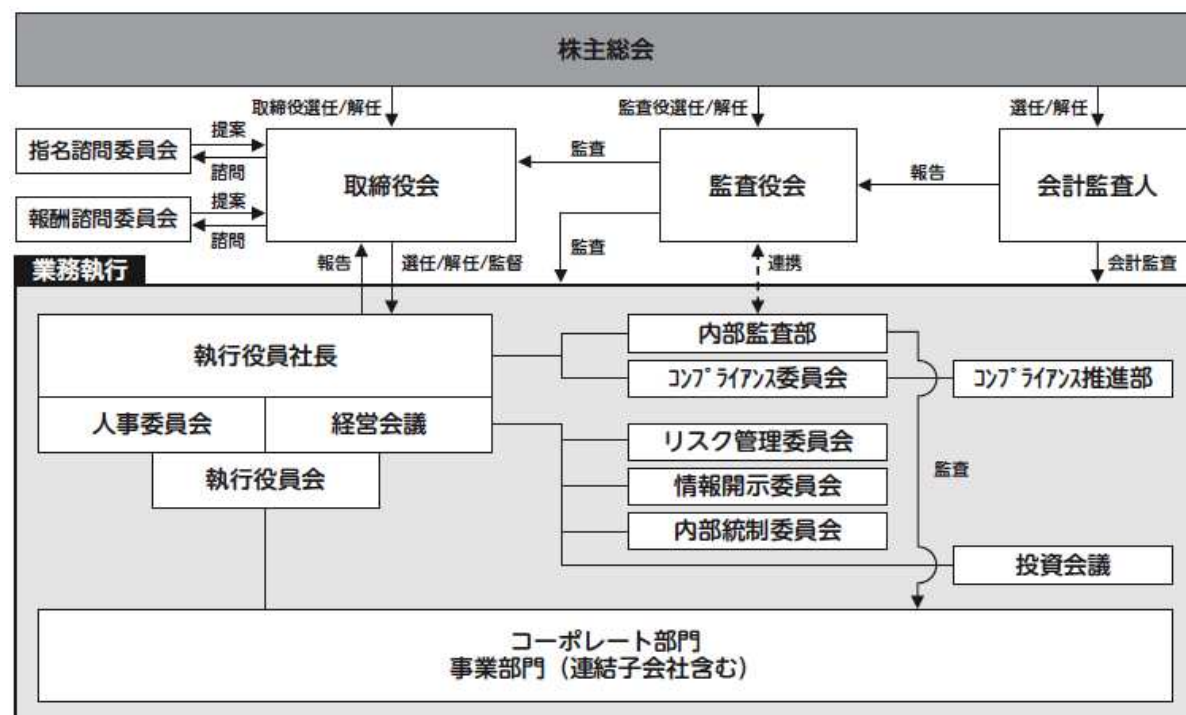 株主総会
取締役選任/解任
監査役選任/解任
選任/解任
指名諮問委員会
提案
諮問
取締役会
監査
監査役会
報告
会計監査人
報酬諮問委員会
提案
諮問
業務執行
報告
選任/解任/監督
監査
連携
会計監査
執行役員社長
内部監査部
コンプライアンス委員会
コンプライアンス推進部
人事委員会
経営会議
リスク管理委員会
執行役員会
情報開示委員会
監査
内部統制委員会
投資会議
コーポレート部門
事業部門（連結子会社含む）